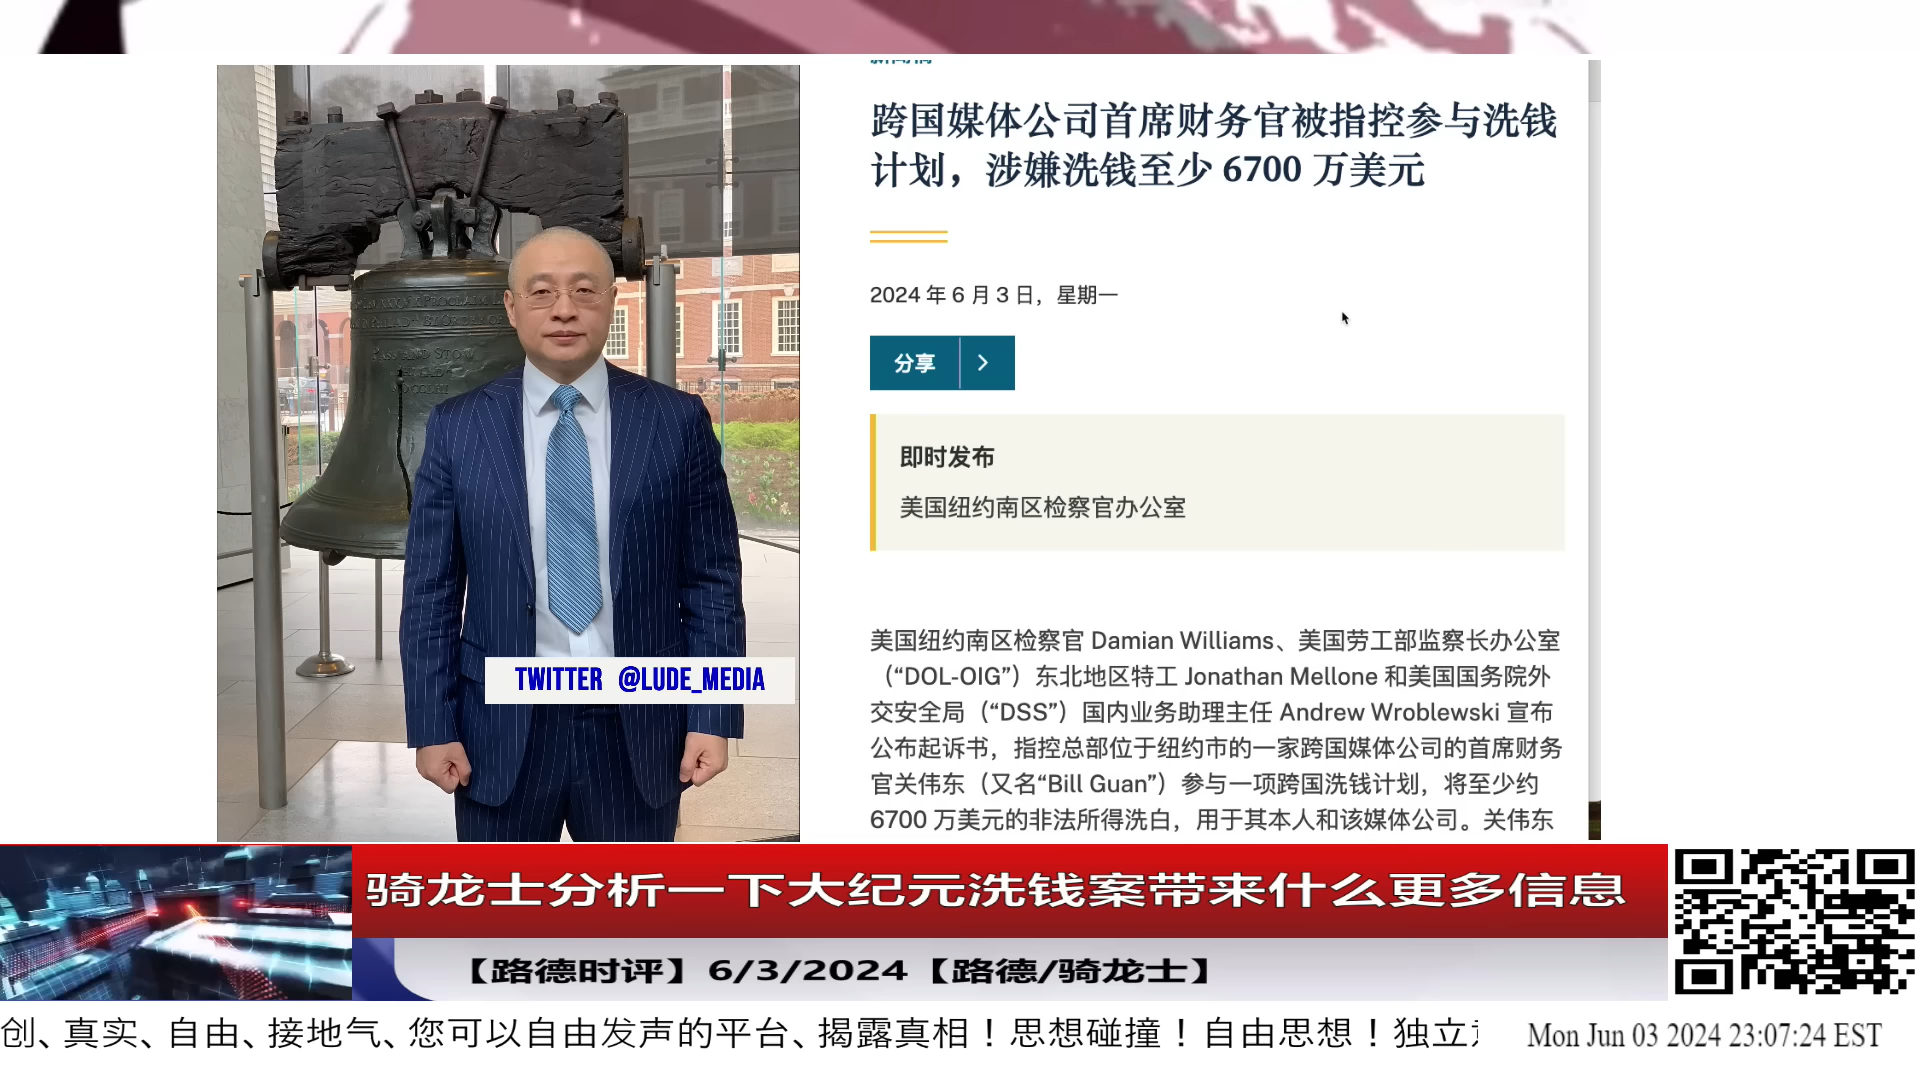 跨国媒体公司首席财务官被指控参与洗钱
计划，涉嫌洗钱至少 6700 万美元
2024 年 6 月 3 日，星期一
分享
即时发布
美国纽约南区检察官办公室
美国纽约南区检察官 Damian Williams、美国劳工部监察长办公室
（“DOL-OIG”）东北地区特工 Jonathan Mellone 和美国国务院外
交安全局（“DSS”）国内业务助理主任 Andrew Wroblewski 宣布
公布起诉书，指控总部位于纽约市的一家跨国媒体公司的首席财务
官关伟东（又名“Bill Guan”）参与一项跨国洗钱计划，将至少约
6700 万美元的非法所得洗白，用于其本人和该媒体公司。关伟东
PASS AND STOW
TWITTER @LUDE_MEDIA
骑龙士分析一下大纪元洗钱案带来什么更多信息
【路德时评】6/3/2024【路德/骑龙士】
创、真实、自由、接地气、您可以自由发声的平台、揭露真相！思想碰撞！自由思想！独立
Mon Jun 03 2024 23:07:24 EST